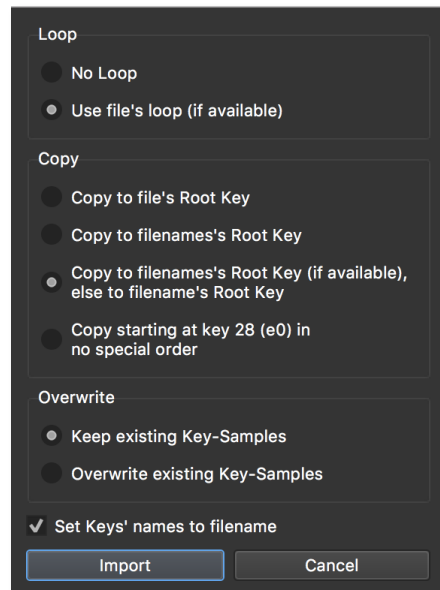 Loop
No Loop
Use file's loop (if available)
Copy
Copy to file's Root Key
Copy to filenames's Root Key
Copy to filenames's Root Key (if available),
else to filename's Root Key
Copy starting at key 28 (e0) in
no special order
Overwrite
Keep existing Key-Samples
Overwrite existing Key-Samples
Set Keys' names to filename
Import
Cancel